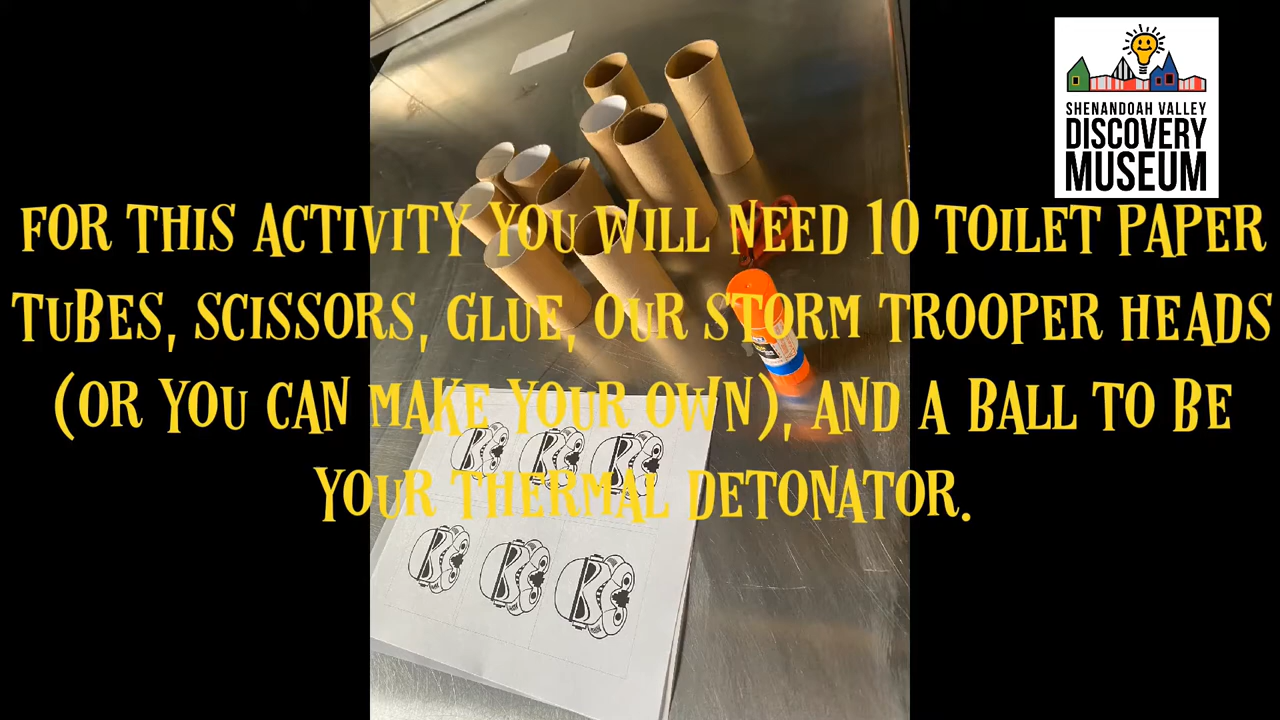 SHENANDOAH VALLEY
DISCOVERY
MUSEUM
FOR THIS ACTIVITY YOU WILL NEED 10 TOILET PAPER
TUBES, SCISSORS, GLUE, OUR STORM TROOPER HEADS
(OR YOU CAN MAKE YOUR OWN), AND A BALL TO BE
YOUR THERMAL DETONATOR.